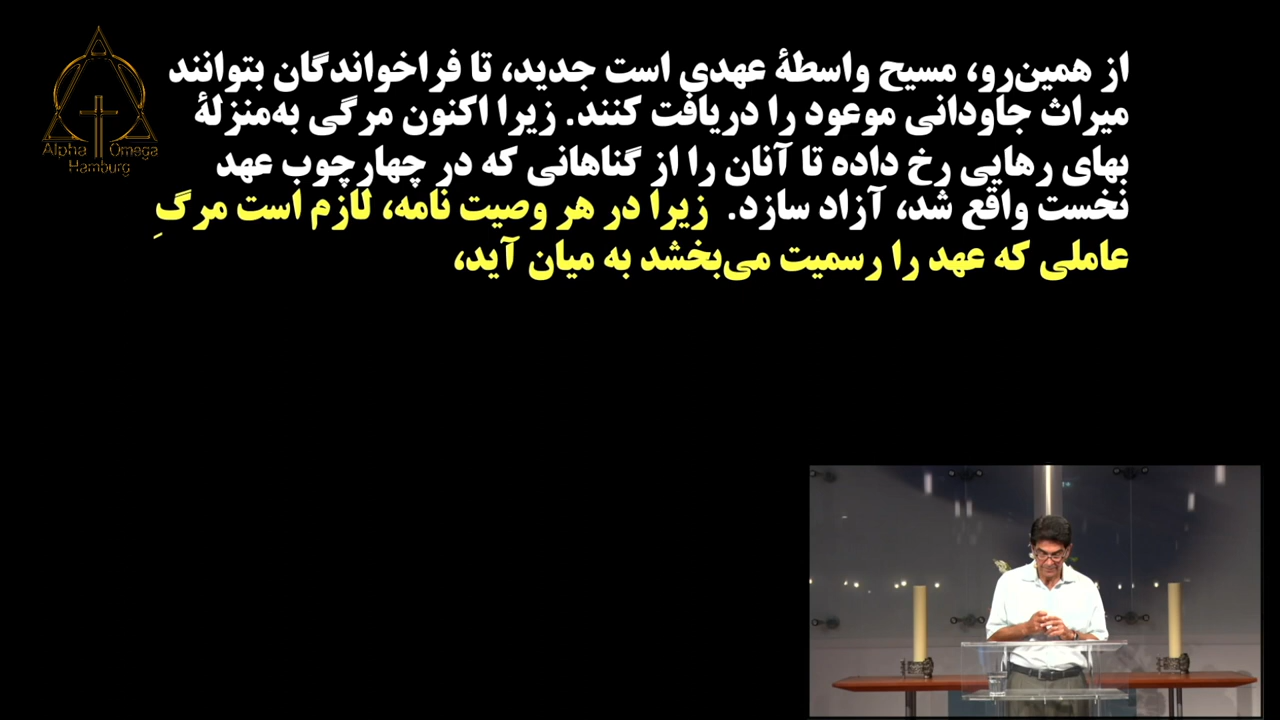 از همین‌رو، مسیح واسطهٔ عهدی است جدید، تا فراخواندگان بتوانند
میراث جاودانی موعود را دریافت کنند. زیرا اکنون مرگی به‌منزلهٔ
بهای رهایی رخ داده تا آنان را از گناهانی که در چهارچوب عهد
نخست واقع شد، آزاد سازد. زیرا در هر وصیت نامه، لازم است مرگِ
عاملی که عهد را رسمیت می‌بخشد به میان آید،
Alpha Omega
Hamburg